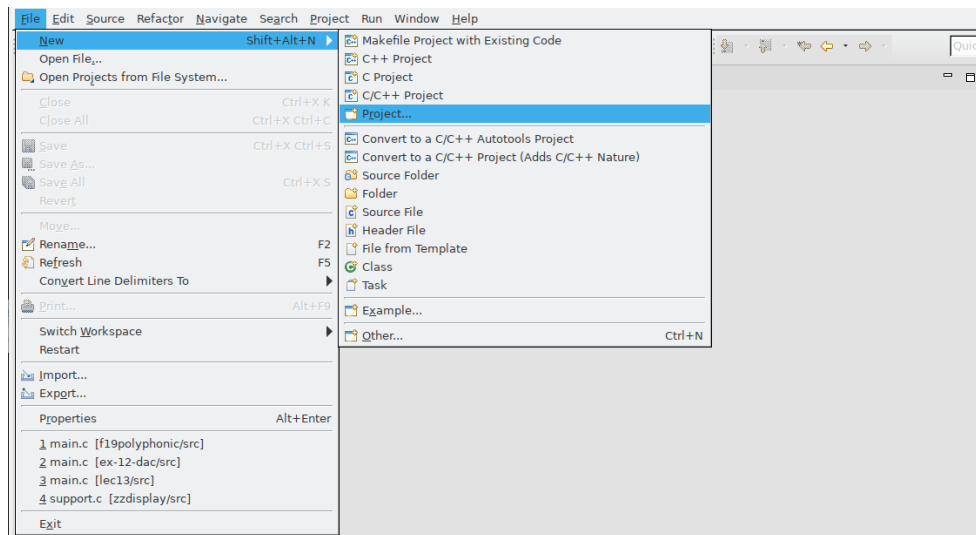 File Edit Source Refactor Navigate Search Project Run Window Help
New Shift+Alt+N
Open File...
Open Projects from File System...
Close Ctrl+X K
Close All Ctrl+X Ctrl+C
Save Ctrl+X Ctrl+S
Save As...
Save All Ctrl+X S
Revert
Move...
Rename... F2
Refresh F5
Convert Line Delimiters To
Print... Alt+F9
Switch Workspace
Restart
Import...
Export...
Properties Alt+Enter
1 main.c [f19polyphonic/src]
2 main.c [ex-12-dac/src]
3 main.c [lec13/src]
4 support.c [zzdisplay/src]
Exit
Makefile Project with Existing Code
C++ Project
C Project
C/C++ Project
Project...
Convert to a C/C++ Autotools Project
Convert to a C/C++ Project (Adds C/C++ Nature)
Source Folder
Folder
Source File
Header File
File from Template
Class
Task
Example...
Other... Ctrl+N
Quic